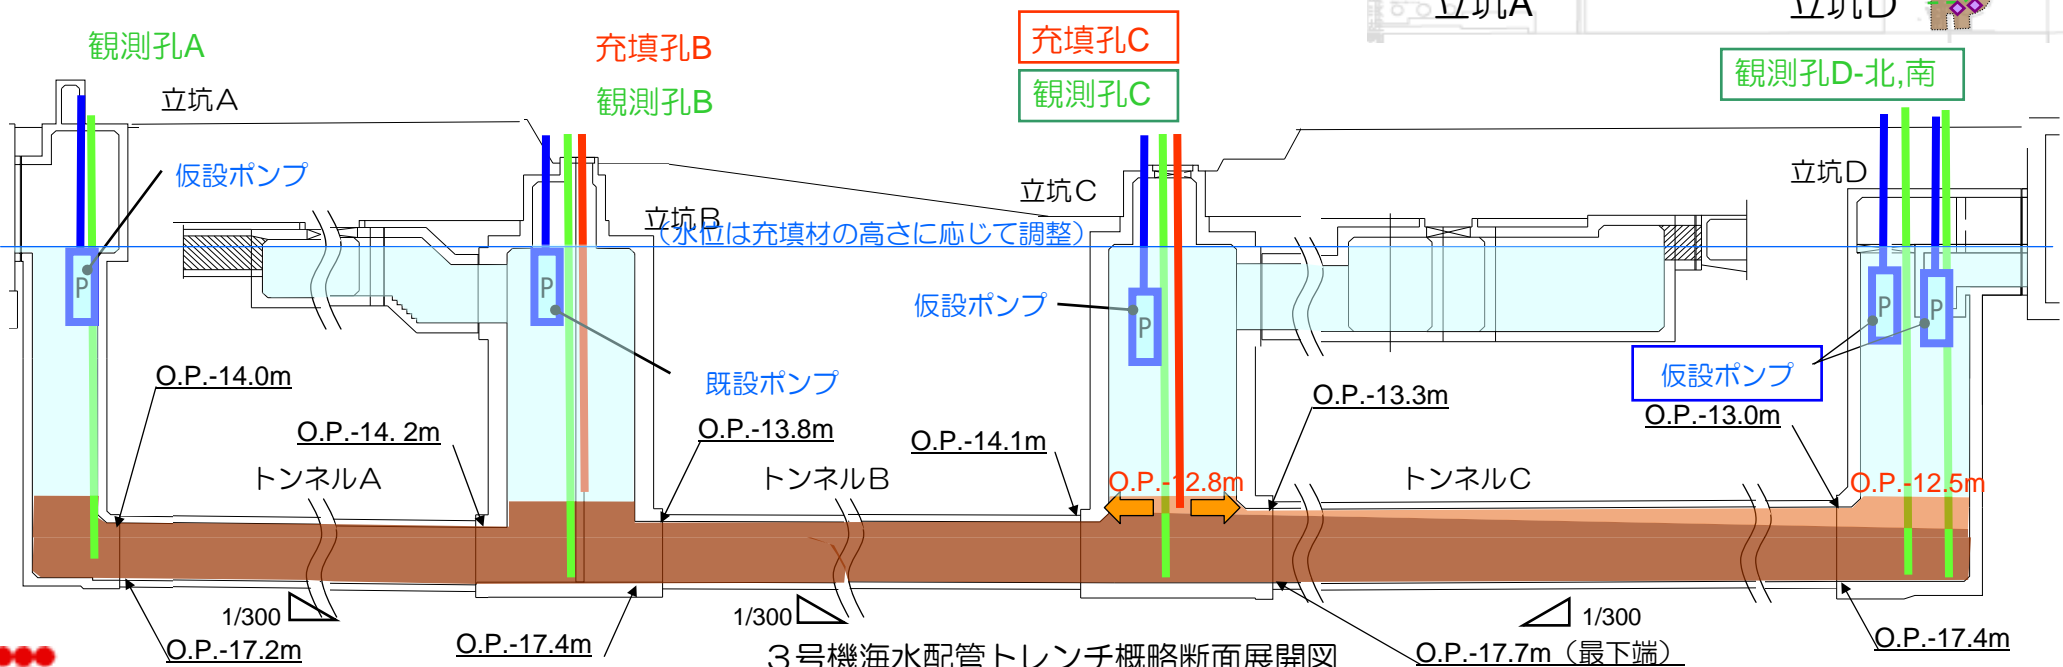 立坑A
立坑D
観測孔A
充填孔B
充填孔C
観測孔B
観測孔C
観測孔D-北,南
立坑A
仮設ポンプ
立坑B
立坑C
立坑D
（水位は充填材の高さに応じて調整）
P
P
P
P
P
仮設ポンプ
既設ポンプ
仮設ポンプ
O.P.-14.0m
O.P.-14. 2m
O.P.-13.8m
O.P.-14.1m
O.P.-13.3m
O.P.-13.0m
トンネルA
トンネルB
O.P.-12.8m
トンネルC
O.P.-12.5m
1/300
1/300
1/300
O.P.-17.2m
O.P.-17.4m
３号機海水配管トレンチ概略断面展開図
O.P.-17.7m（最下端）
O.P.-17.4m